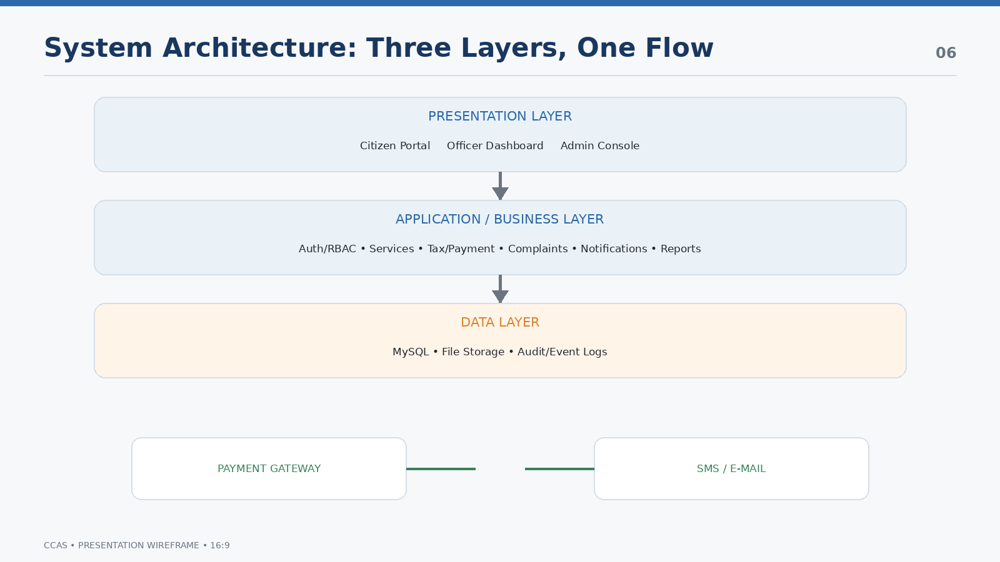 System Architecture: Three Layers, One Flow
06
PRESENTATION LAYER
Citizen Portal Officer Dashboard Admin Console
APPLICATION / BUSINESS LAYER
Auth/RBAC • Services • Tax/Payment • Complaints • Notifications • Reports
DATA LAYER
MySQL • File Storage • Audit/Event Logs
PAYMENT GATEWAY
SMS / E-MAIL
CCAS • PRESENTATION WIREFRAME • 16:9